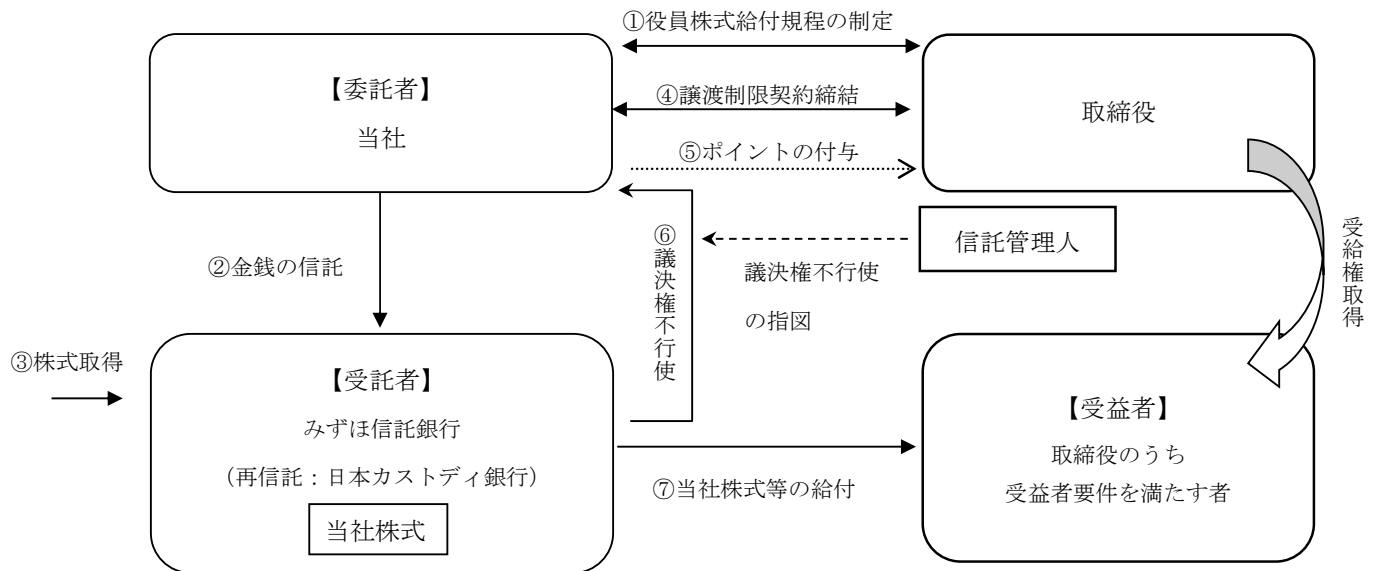 ①役員株式給付規程の制定
【委託者】
当社
④譲渡制限契約締結
取締役
⑤ポイントの付与
②金銭の信託
⑥議決権不行使
信託管理人
議決権不行使
の指図
受給権取得
③株式取得
【受託者】
みずほ信託銀行
(再信託：日本カストディ銀行)
当社株式
⑦当社株式等の給付
【受益者】
取締役のうち
受益者要件を満たす者